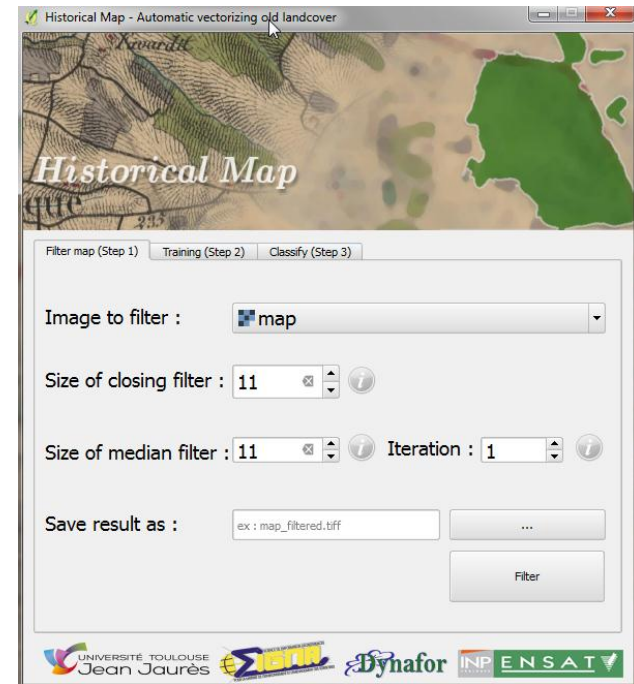 Historical Map - Automatic vectorizing old landcover
Historical Map
que
235
Filter map (Step 1) Training (Step 2) Classify (Step 3)
Image to filter : map
Size of closing filter : 11
Size of median filter : 11 Iteration : 1
Save result as : ex : map_filtered.tiff ...
Filter
UNIVERSITÉ TOULOUSE
Jean Jaurès
Dynafor INP ENSAT